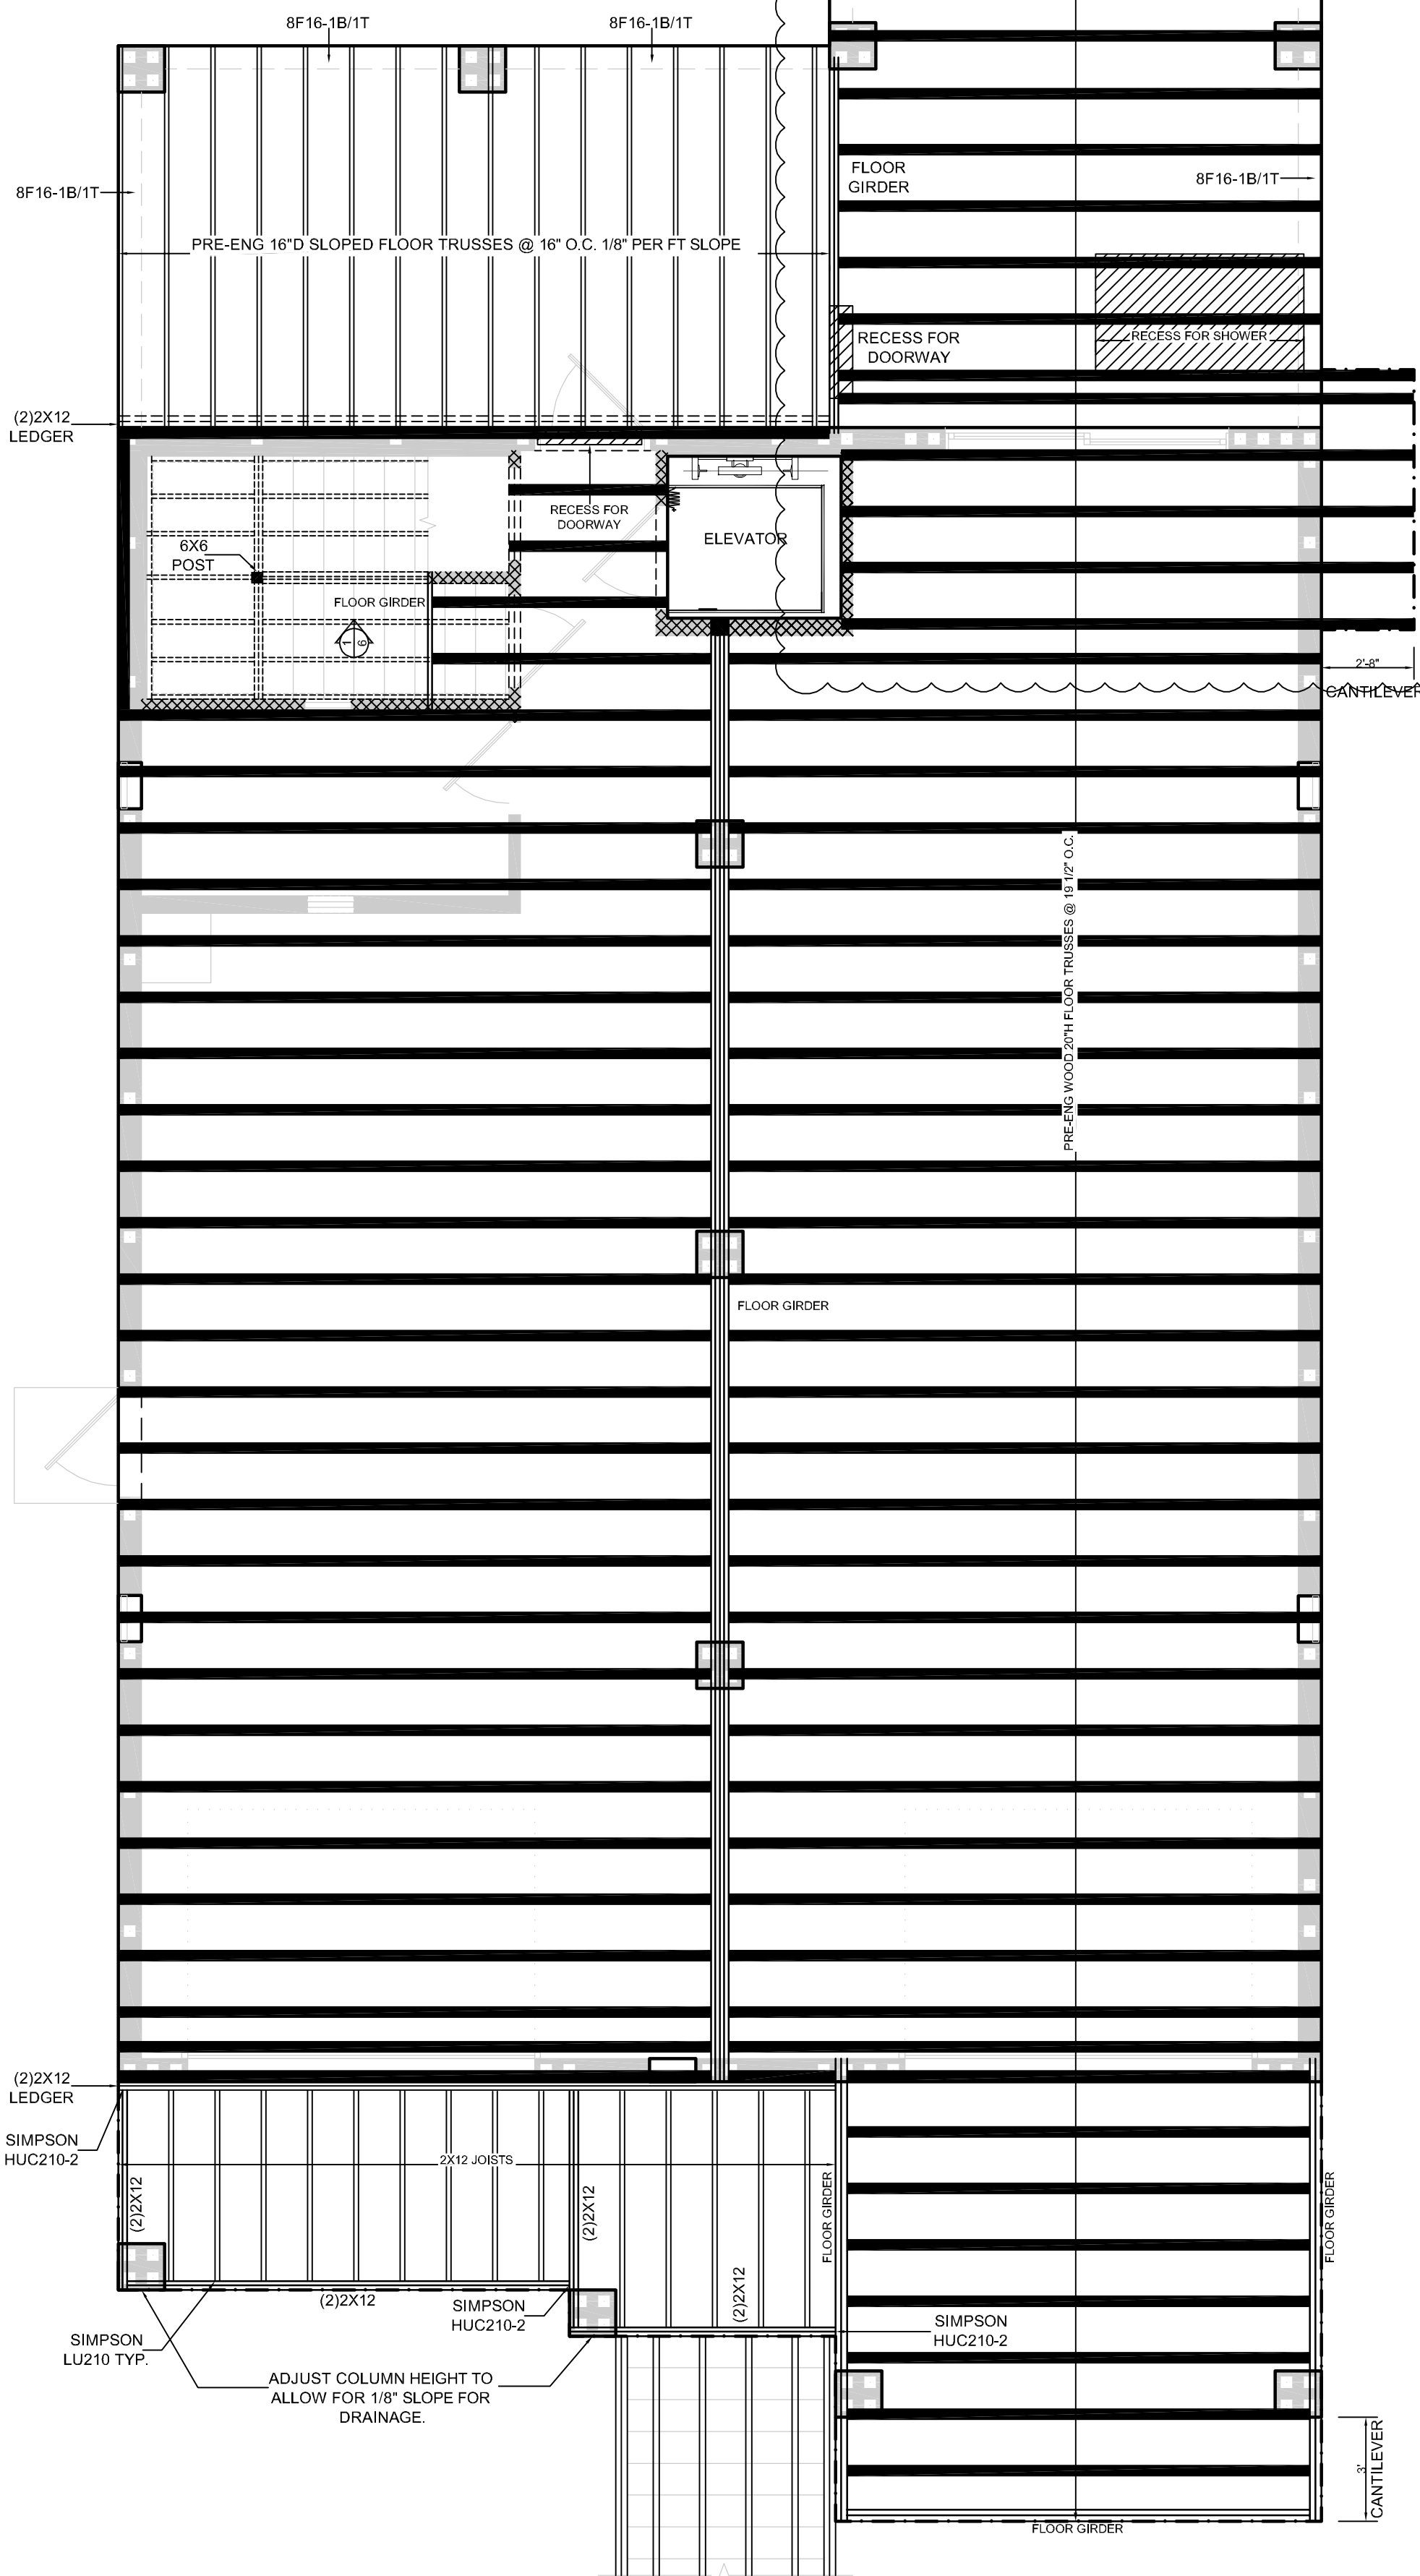 8F16-1B/1T
8F16-1B/1T
8F16-1B/1T
FLOOR
GIRDER
8F16-1B/1T
PRE-ENG 16"D SLOPED FLOOR TRUSSES @ 16" O.C. 1/8" PER FT SLOPE
RECESS FOR
DOORWAY
RECESS FOR SHOWER
(2)2X12
LEDGER
RECESS FOR
DOORWAY
ELEVATOR
6X6
POST
FLOOR GIRDER
1
6
2'-8"
CANTILEVER
PRE-ENG WOOD 20"H FLOOR TRUSSES @ 19 1/2" O.C.
FLOOR GIRDER
(2)2X12
LEDGER
SIMPSON
HUC210-2
2X12 JOISTS
(2)2X12
(2)2X12
FLOOR GIRDER
FLOOR GIRDER
(2)2X12
(2)2X12
SIMPSON
HUC210-2
SIMPSON
HUC210-2
SIMPSON
LU210 TYP.
ADJUST COLUMN HEIGHT TO
ALLOW FOR 1/8" SLOPE FOR
DRAINAGE.
3'
CANTILEVER
FLOOR GIRDER